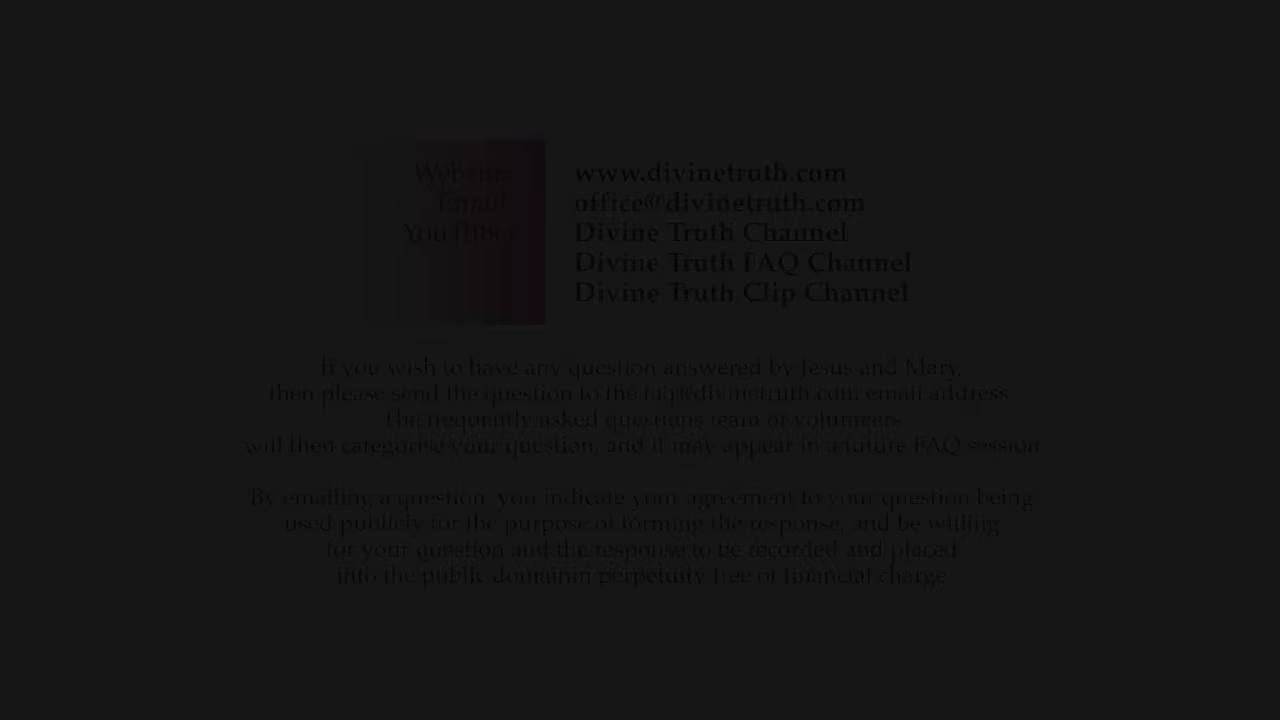 Website www.divinetruth.com
Email office@divinetruth.com
YouTube Divine Truth Channel
Divine Truth FAQ Channel
Divine Truth Clip Channel
If you wish to have any question answered by Jesus and Mary,
then please send the question to the faq@divinetruth.com email address
The frequently asked questions team of volunteers
will then categorise your question, and it may appear in a future FAQ session
By emailing a question, you indicate your agreement to your question being
used publicly for the purpose of forming the response, and be willing
for your question and the response to be recorded and placed
into the public domain in perpetuity free of financial charge